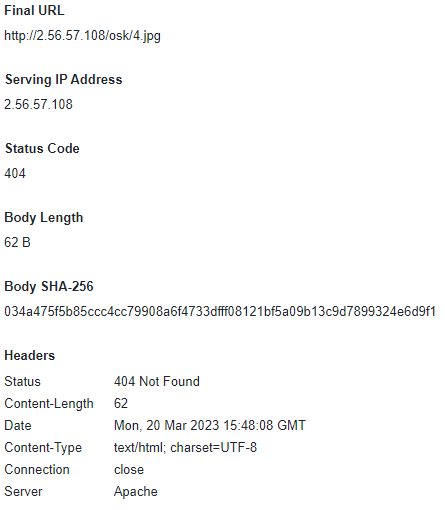 Final URL
http://2.56.57.108/osk/4.jpg
Serving IP Address
2.56.57.108
Status Code
404
Body Length
62 B
Body SHA-256
034a475f5b85ccc4cc79908a6f4733dfff08121bf5a09b13c9d7899324e6d9f1
Headers
Status 404 Not Found
Content-Length 62
Date Mon, 20 Mar 2023 15:48:08 GMT
Content-Type text/html; charset=UTF-8
Connection close
Server Apache